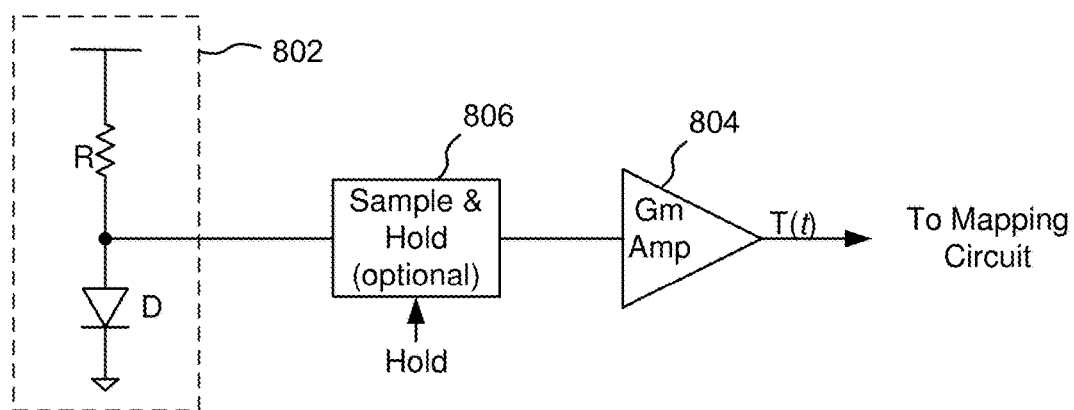 802
806
804
R
Sample &
Hold
(optional)
Gm
Amp
T(t)
To Mapping
Circuit
D
Hold